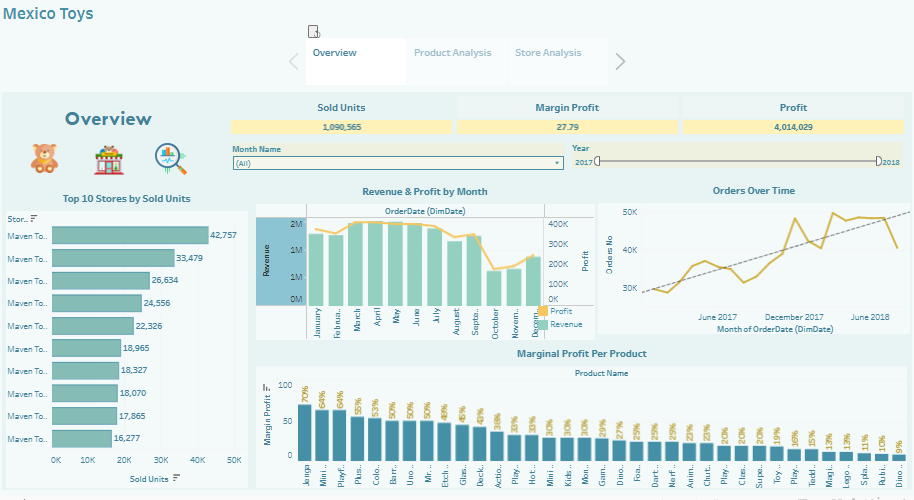 Mexico Toys
Overview
Product Analysis
Store Analysis
Overview
Sold Units
1,090,565
Margin Profit
27.79
Profit
4,014,029
Month Name
(All)
Year
2017
2018
Top 10 Stores by Sold Units
Stor..
Maven To.. 42,757
Maven To.. 33,479
Maven To.. 26,634
Maven To.. 24,556
Maven To.. 22,326
Maven To.. 18,965
Maven To.. 18,327
Maven To.. 18,070
Maven To.. 17,865
Maven To.. 16,277
0K 10K 20K 30K 40K 50K
Sold Units
Revenue & Profit by Month
OrderDate (DimDate)
Revenue
2M
1M
1M
0M
Profit
400K
300K
200K
100K
0K
January
Februa..
March
April
May
June
July
August
Septe..
October
Novem..
Decem..
Profit
Revenue
Orders Over Time
Orders No
50K
40K
30K
June 2017 December 2017 June 2018
Month of OrderDate (DimDate)
Marginal Profit Per Product
Product Name
Margin Profit
100
50
0
70% 64% 64% 55% 53% 50% 50% 50% 48% 45% 43% 38% 33% 33% 30% 30% 30% 29% 27% 25% 25% 25% 23% 23% 20% 20% 20% 19% 16% 15% 13% 13% 11% 10% 9%
Jenga
Mini ..
Playf..
Plus..
Colo..
Barr..
Uno ..
Mr. ..
Etch ..
Glas..
Deck..
Actio..
Play..
Hot ..
Mini ..
Kids..
Mon..
Gam..
Dino..
Foa..
Dart..
Nerf ..
Anim..
Chut..
Play..
Clas..
Supe..
Toy ..
Play..
Tedd..
Magi..
Lego ..
Spla..
Rubi..
Dino ..